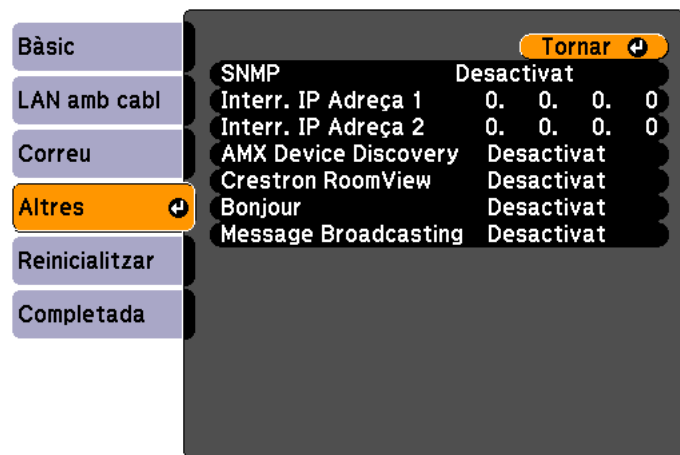 Bàsic
LAN amb cabl
Correu
Altres
Reinicialitzar
Completada
Tornar
SNMP Desactivat
Interr. IP Adreça 1 0. 0. 0. 0
Interr. IP Adreça 2 0. 0. 0. 0
AMX Device Discovery Desactivat
Crestron RoomView Desactivat
Bonjour Desactivat
Message Broadcasting Desactivat